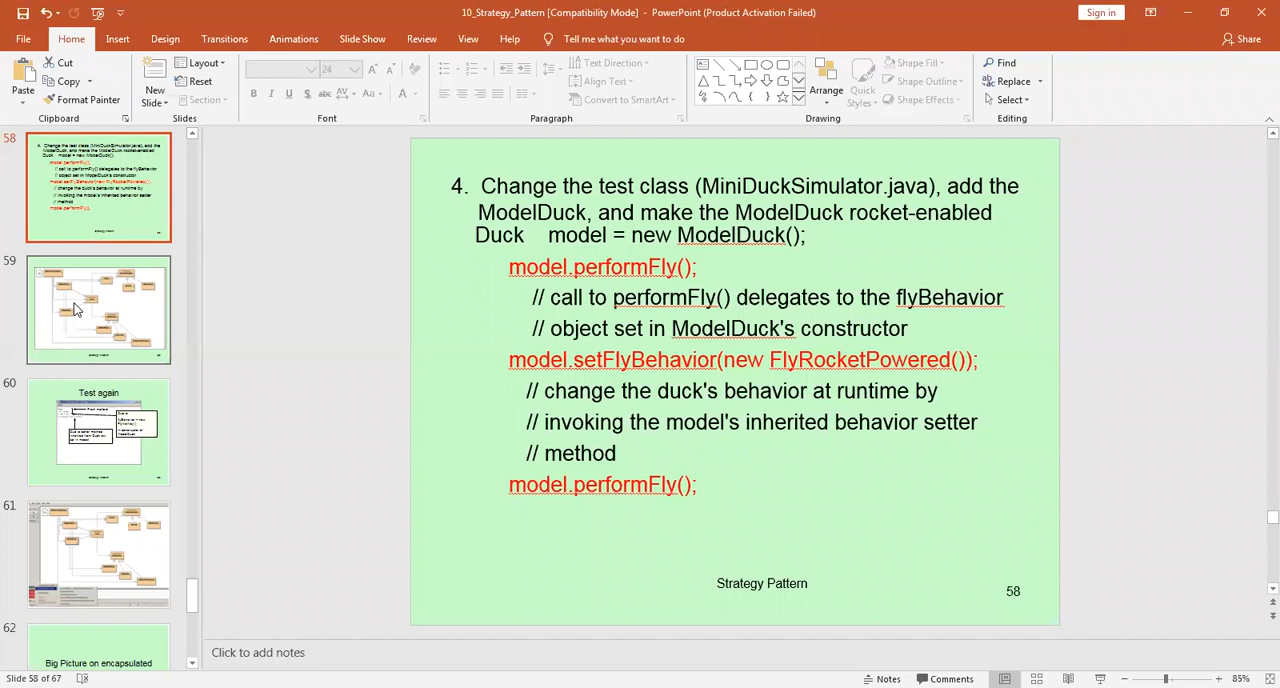 10_Strategy_Pattern [Compatibility Mode] - PowerPoint (Product Activation Failed)
Sign in
File Home Insert Design Transitions Animations Slide Show Review View Help Tell me what you want to do Share
Paste
Cut
Copy
Format Painter
Clipboard
New Slide
Layout
Reset
Section
Slides
24
B I U S abc AV Aa A
Font
Text Direction
Align Text
Convert to SmartArt
Paragraph
Arrange
Quick Styles
Shape Fill
Shape Outline
Shape Effects
Drawing
Find
Replace
Select
Editing
58
59
60
Test again
61
62
Big Picture on encapsulated
4. Change the test class (MiniDuckSimulator.java), add the
ModelDuck, and make the ModelDuck rocket-enabled
Duck model = new ModelDuck();
model.performFly();
// call to performFly() delegates to the flyBehavior
// object set in ModelDuck's constructor
model.setFlyBehavior(new FlyRocketPowered());
// change the duck's behavior at runtime by
// invoking the model's inherited behavior setter
// method
model.performFly();
Strategy Pattern
58
Click to add notes
Slide 58 of 67
Notes
Comments
85%